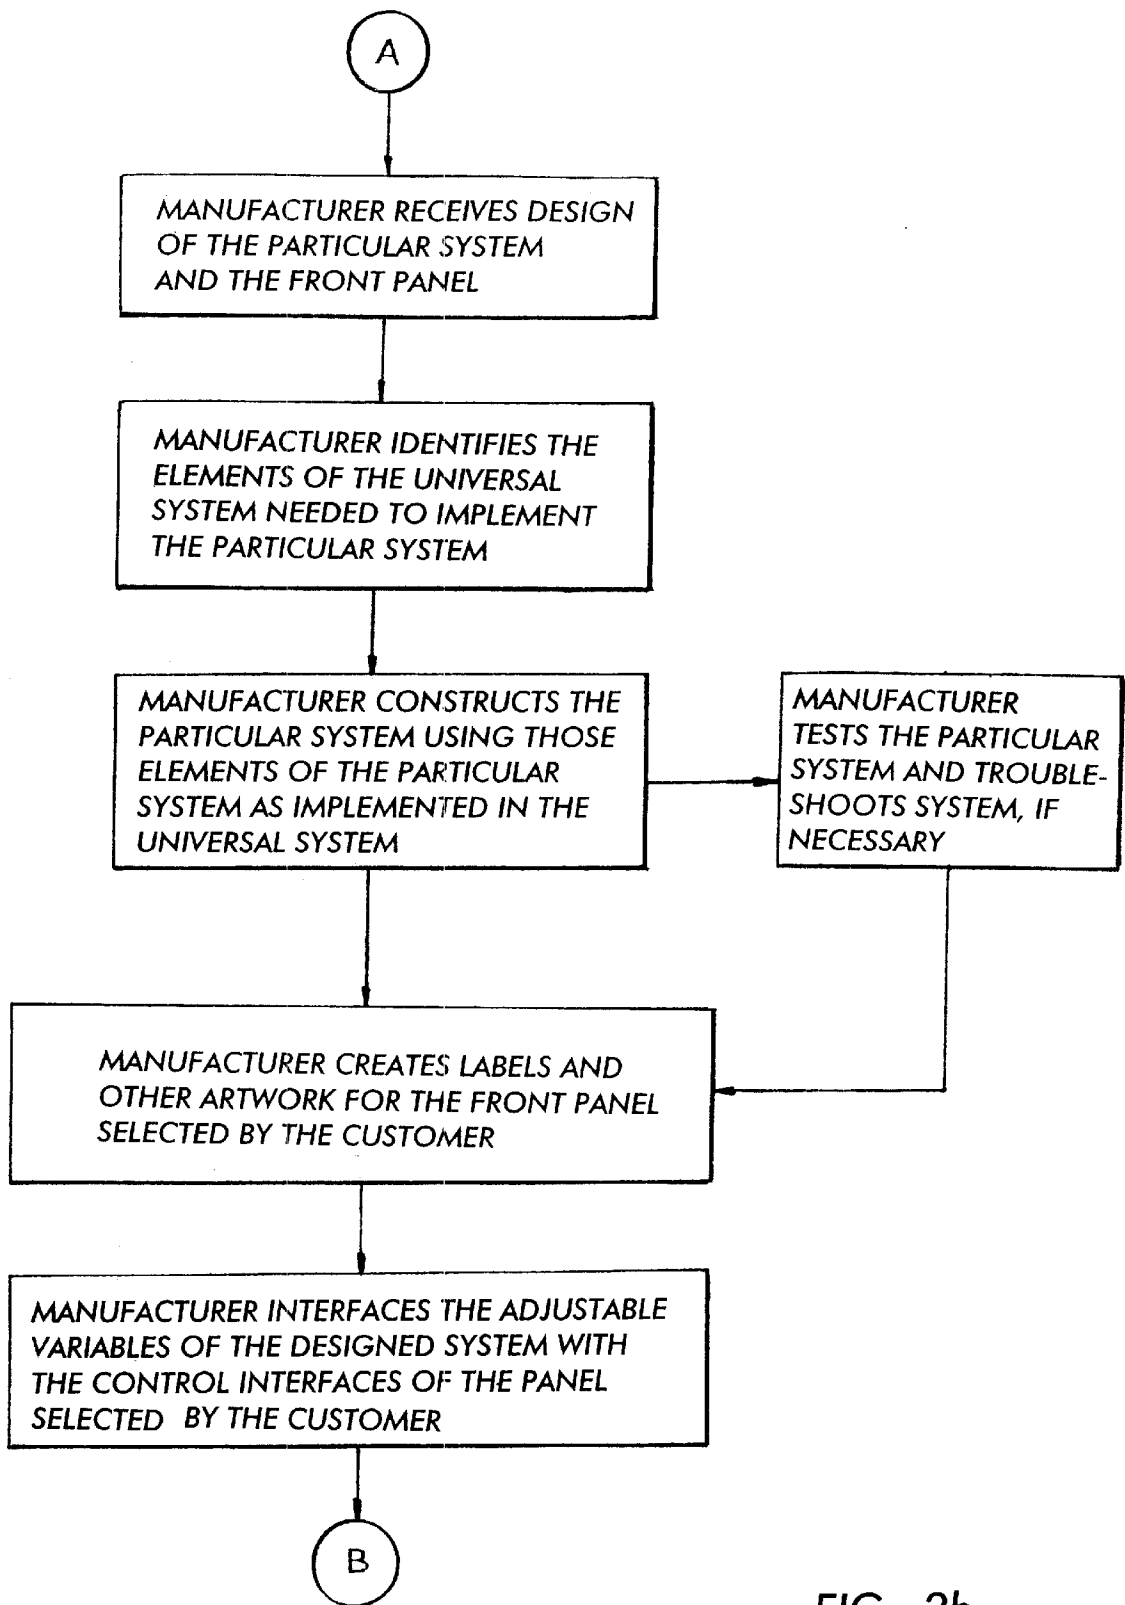 A
MANUFACTURER RECEIVES DESIGN
OF THE PARTICULAR SYSTEM
AND THE FRONT PANEL
MANUFACTURER IDENTIFIES THE
ELEMENTS OF THE UNIVERSAL
SYSTEM NEEDED TO IMPLEMENT
THE PARTICULAR SYSTEM
MANUFACTURER CONSTRUCTS THE
PARTICULAR SYSTEM USING THOSE
ELEMENTS OF THE PARTICULAR
SYSTEM AS IMPLEMENTED IN THE
UNIVERSAL SYSTEM
MANUFACTURER
TESTS THE PARTICULAR
SYSTEM AND TROUBLE-
SHOOTS SYSTEM, IF
NECESSARY
MANUFACTURER CREATES LABELS AND
OTHER ARTWORK FOR THE FRONT PANEL
SELECTED BY THE CUSTOMER
MANUFACTURER INTERFACES THE ADJUSTABLE
VARIABLES OF THE DESIGNED SYSTEM WITH
THE CONTROL INTERFACES OF THE PANEL
SELECTED BY THE CUSTOMER
B
FIG. 2b